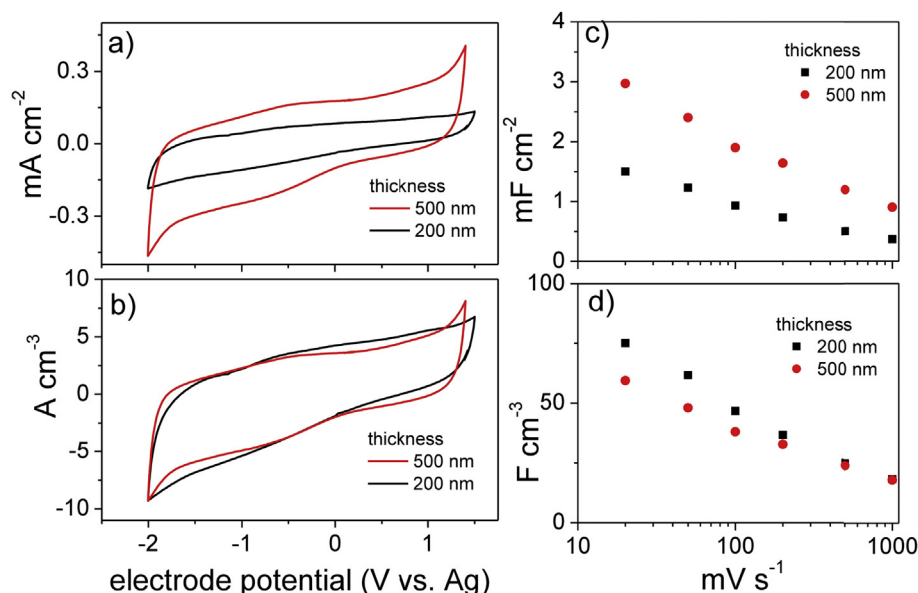 a)
mA cm-2
0.3
0.0
-0.3
thickness
500 nm
200 nm
b)
A cm-3
10
5
0
-5
-10
thickness
500 nm
200 nm
-2 -1 0 1
electrode potential (V vs. Ag)
c)
mF cm-2
4
3
2
1
0
thickness
200 nm
500 nm
d)
F cm-3
100
50
0
thickness
200 nm
500 nm
10 100 1000
mV s-1